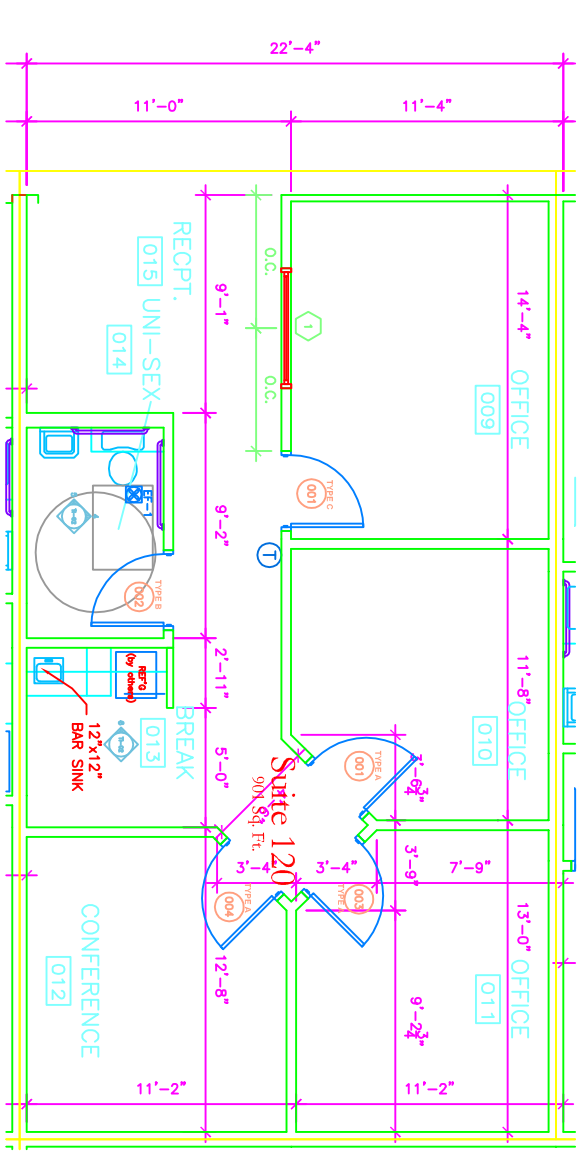 22'-4"
11'-0"
11'-4"
RECPT.
015
UNI-SEX
014
O.C.
O.C.
9'-1"
1
14'-4"
OFFICE
009
TYPE C
001
EF-1
9'-2"
T
TYPE B
002
REF'G
(by others)
12"x12"
BAR SINK
BREAK
013
2'-11"
5'-0"
11'-8"
OFFICE
010
TYPE A
001
Suite 120
901 Sq. Ft.
3'-4"
3'-4"
3'-9"
7'-9"
TYPE A
004
003
13'-0"
CONFERENCE
012
12'-8"
OFFICE
011
11'-2"
11'-2"